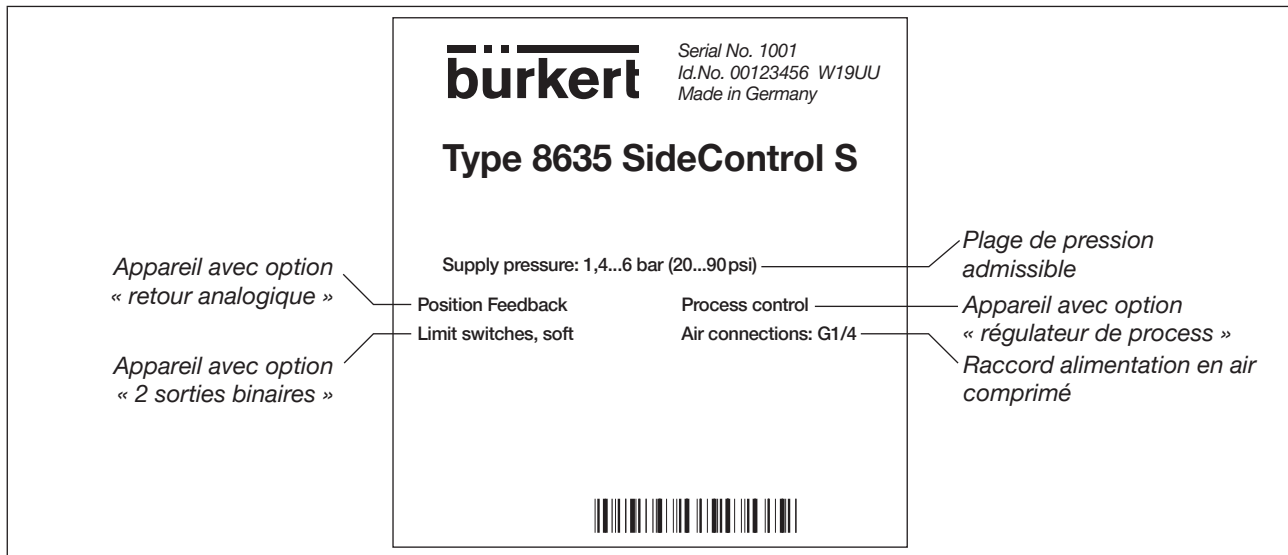 bürkert
Serial No. 1001
Id.No. 00123456 W19UU
Made in Germany
Type 8635 SideControl S
Supply pressure: 1,4...6 bar (20...90 psi)
Position Feedback
Process control
Limit switches, soft
Air connections: G1/4
Appareil avec option
« retour analogique »
Appareil avec option
« 2 sorties binaires »
Plage de pression
admissible
Appareil avec option
« régulateur de process »
Raccord alimentation en air
comprimé